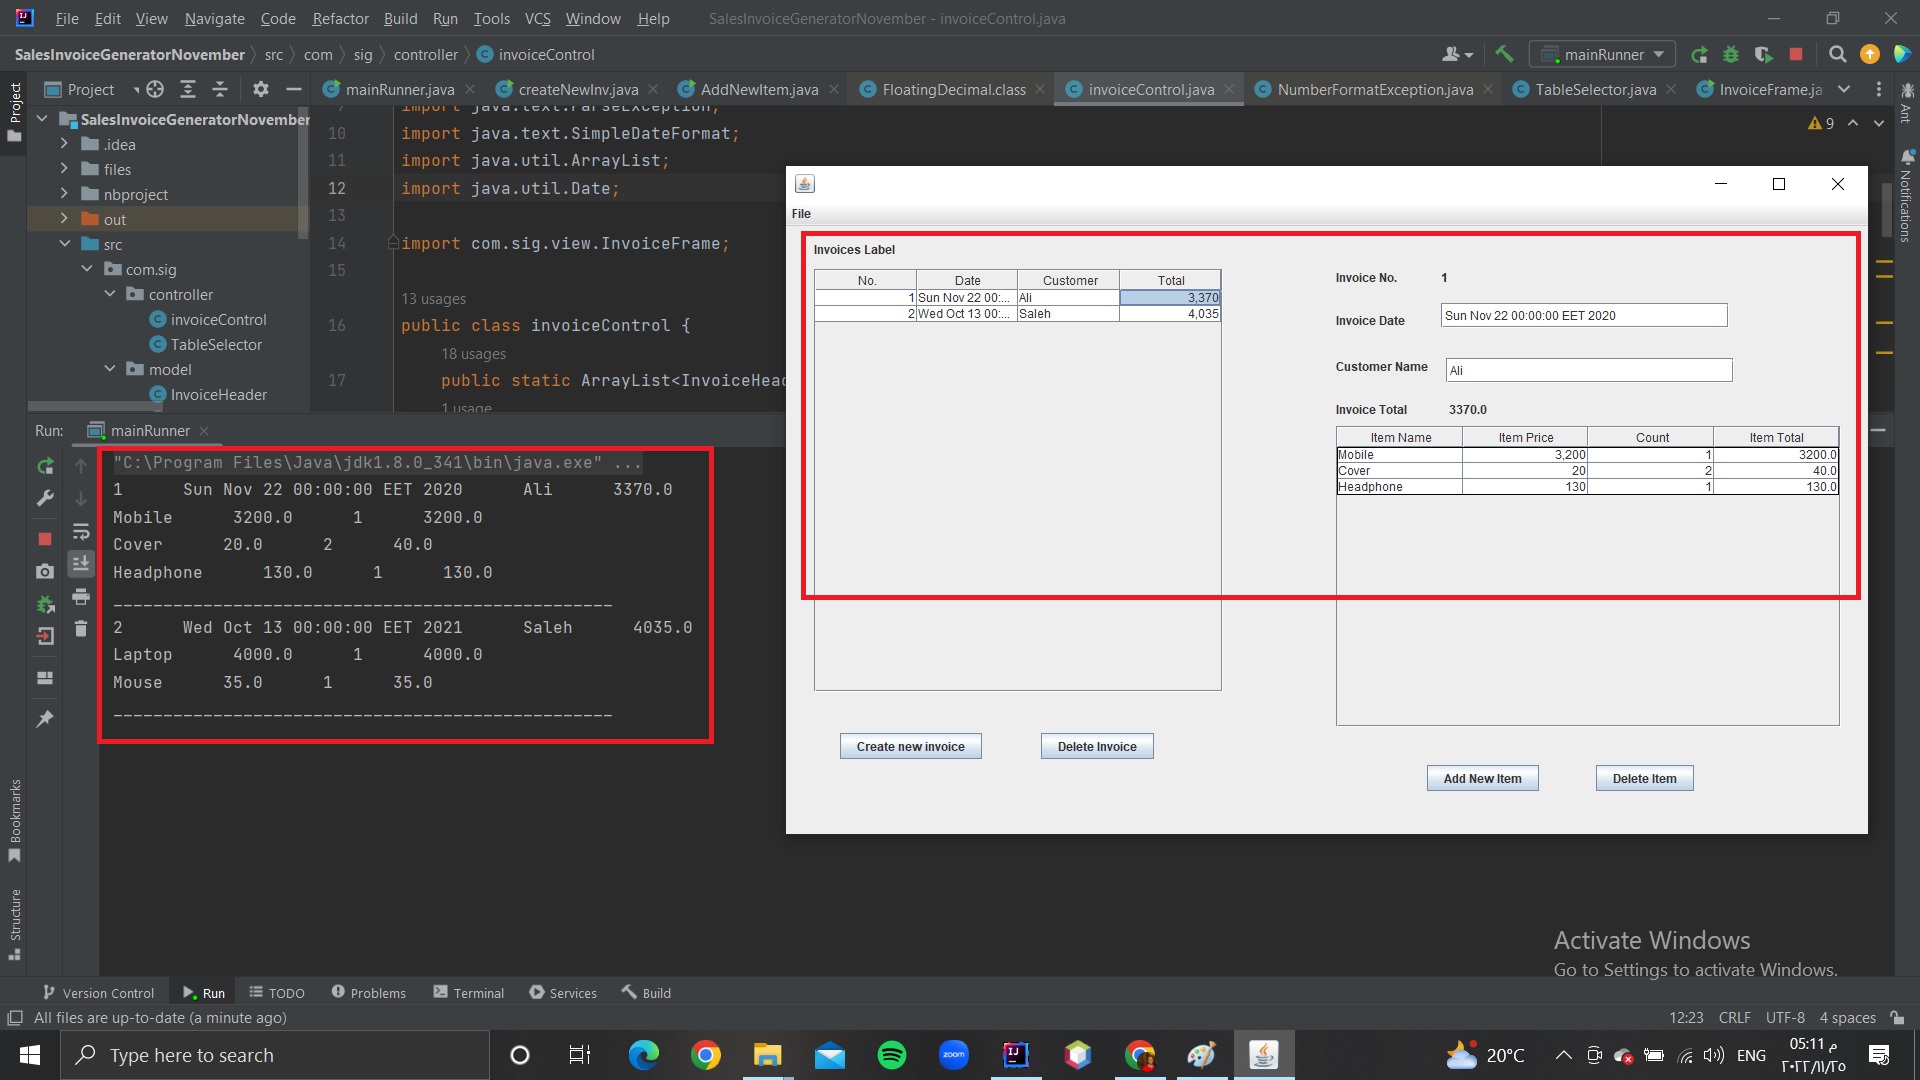 File Edit View Navigate Code Refactor Build Run Tools VCS Window Help SalesInvoiceGeneratorNovember - invoiceControl.java
SalesInvoiceGeneratorNovember src com sig controller invoiceControl mainRunner
Project mainRunner.java createNewInv.java AddNewItem.java FloatingDecimal.class invoiceControl.java NumberFormatException.java TableSelector.java InvoiceFrame.ja
Project
SalesInvoiceGeneratorNovember
.idea
files
nbproject
out
src
com.sig
controller
invoiceControl
TableSelector
model
InvoiceHeader
9 import java.text.ParseException;
10 import java.text.SimpleDateFormat;
11 import java.util.ArrayList;
12 import java.util.Date;
13
14 import com.sig.view.InvoiceFrame;
15
13 usages
16 public class invoiceControl {
18 usages
17 public static ArrayList<InvoiceHead
1 usage
9
Ant
Notifications
Run: mainRunner
"C:\Program Files\Java\jdk1.8.0_341\bin\java.exe" ...
1 Sun Nov 22 00:00:00 EET 2020 Ali 3370.0
Mobile 3200.0 1 3200.0
Cover 20.0 2 40.0
Headphone 130.0 1 130.0
--------------------------------------------------
2 Wed Oct 13 00:00:00 EET 2021 Saleh 4035.0
Laptop 4000.0 1 4000.0
Mouse 35.0 1 35.0
--------------------------------------------------
File
Invoices Label
No. Date Customer Total
1 Sun Nov 22 00:... Ali 3,370
2 Wed Oct 13 00:... Saleh 4,035
Create new invoice Delete Invoice
Invoice No. 1
Invoice Date Sun Nov 22 00:00:00 EET 2020
Customer Name Ali
Invoice Total 3370.0
Item Name Item Price Count Item Total
Mobile 3,200 1 3200.0
Cover 20 2 40.0
Headphone 130 1 130.0
Add New Item Delete Item
Bookmarks
Structure
Activate Windows
Go to Settings to activate Windows.
Version Control Run TODO Problems Terminal Services Build
All files are up-to-date (a minute ago) 12:23 CRLF UTF-8 4 spaces
Type here to search zoom 20°C ENG 05:11 م
٢٠٢٢/١١/٢٥